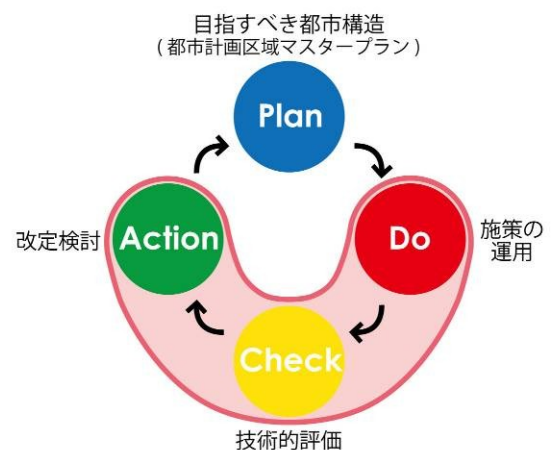 目指すべき都市構造
(都市計画区域マスタープラン)
Plan
改定検討
Action
Do
施策の
運用
Check
技術的評価